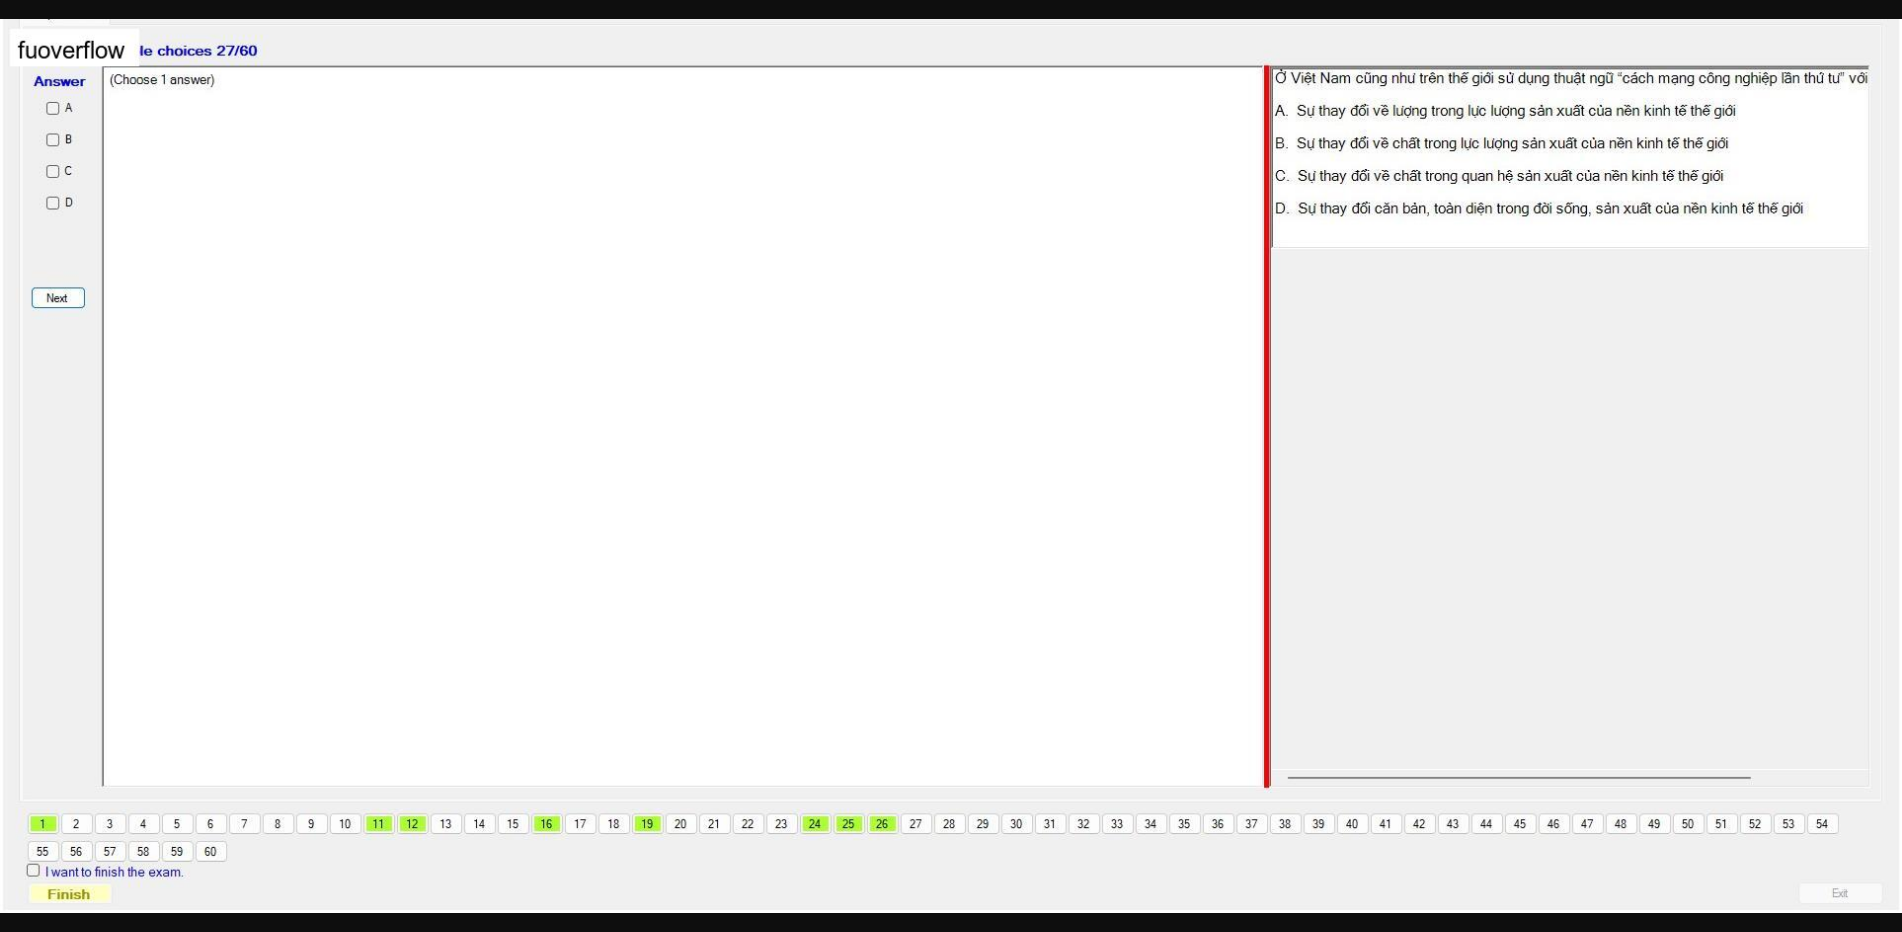 fuoverflow le choices 27/60
Answer
(Choose 1 answer)
A
B
C
D
Next
Ở Việt Nam cũng như trên thế giới sử dụng thuật ngữ “cách mạng công nghiệp lần thứ tư” với
A. Sự thay đổi về lượng trong lực lượng sản xuất của nền kinh tế thế giới
B. Sự thay đổi về chất trong lực lượng sản xuất của nền kinh tế thế giới
C. Sự thay đổi về chất trong quan hệ sản xuất của nền kinh tế thế giới
D. Sự thay đổi căn bản, toàn diện trong đời sống, sản xuất của nền kinh tế thế giới
1 2 3 4 5 6 7 8 9 10 11 12 13 14 15 16 17 18 19 20 21 22 23 24 25 26 27 28 29 30 31 32 33 34 35 36 37 38 39 40 41 42 43 44 45 46 47 48 49 50 51 52 53 54
55 56 57 58 59 60
I want to finish the exam.
Finish
Exit